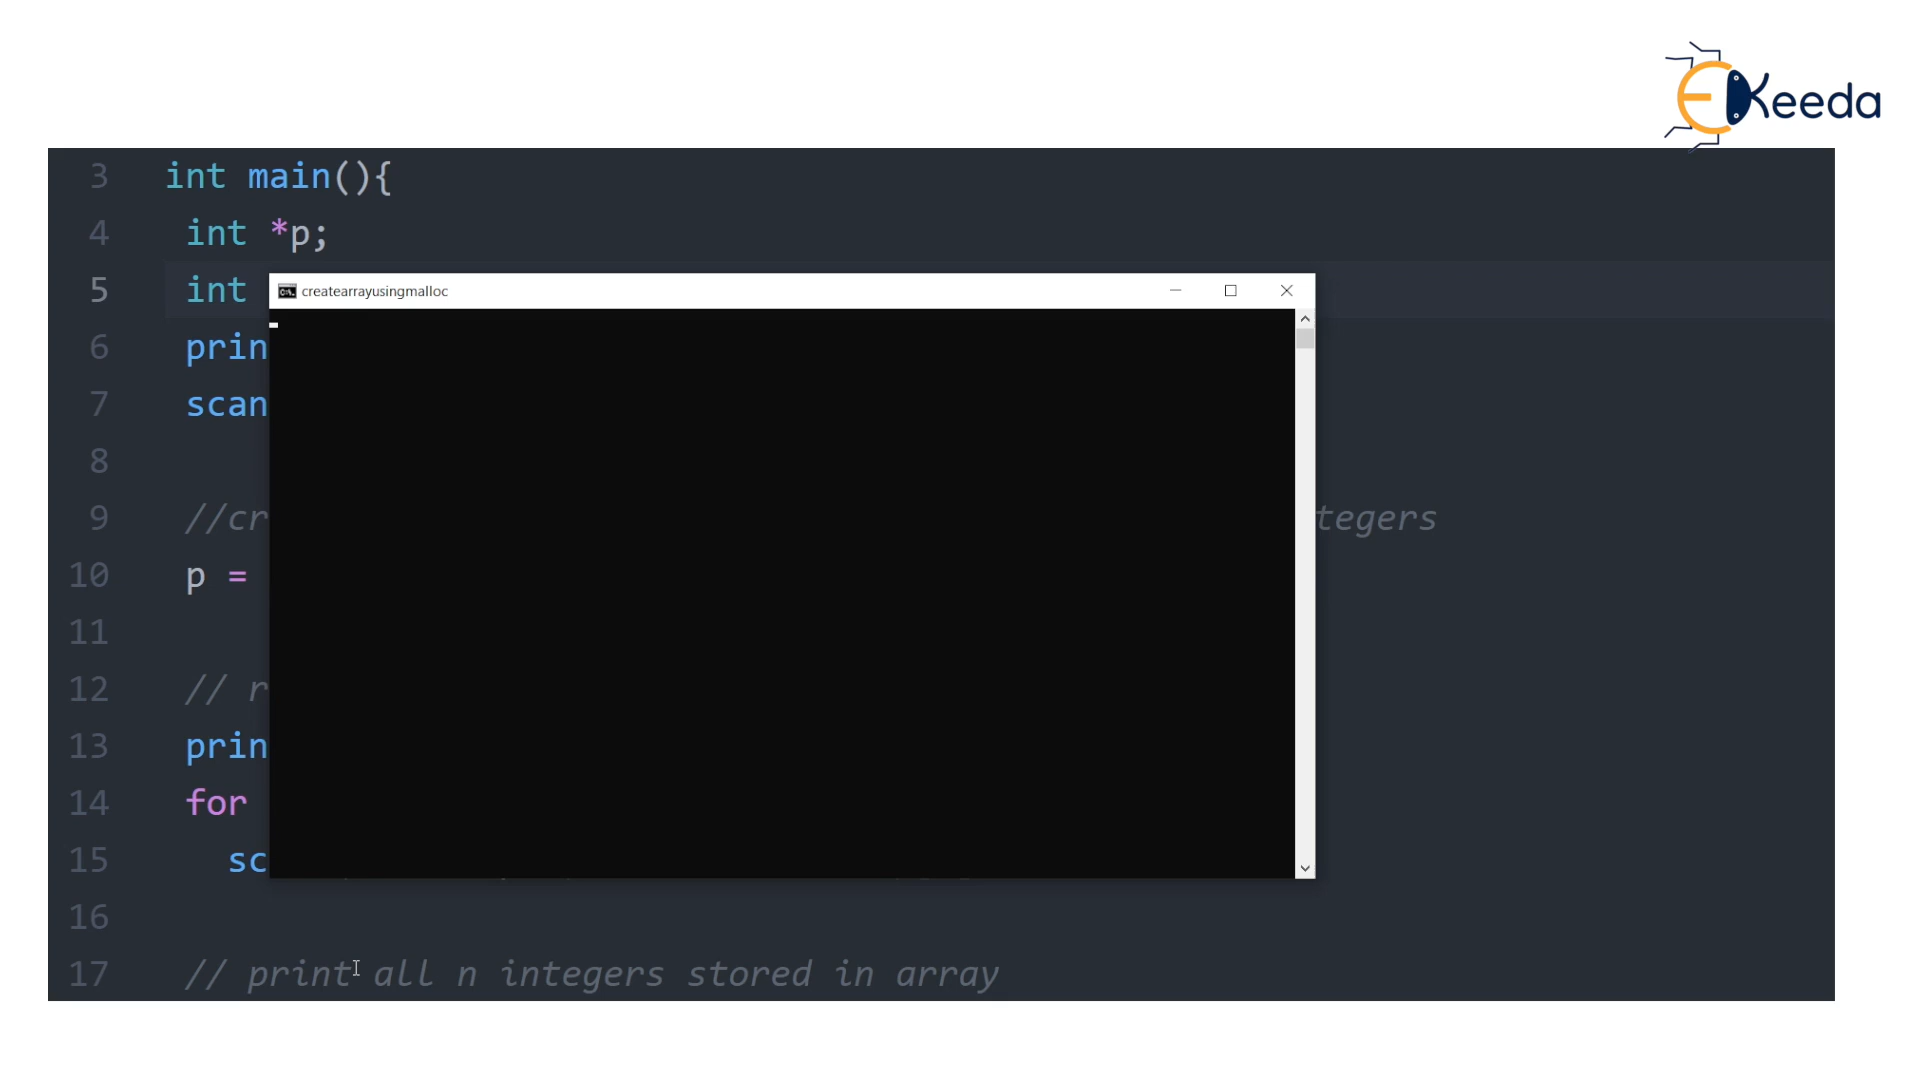 EKeeda
3 int main(){
4 int *p;
5 int
createarrayusingmalloc
6 prin
7 scan
8
9 //cr tegers
10 p =
11
12 // r
13 prin
14 for
15 sc
16
17 // print all n integers stored in array